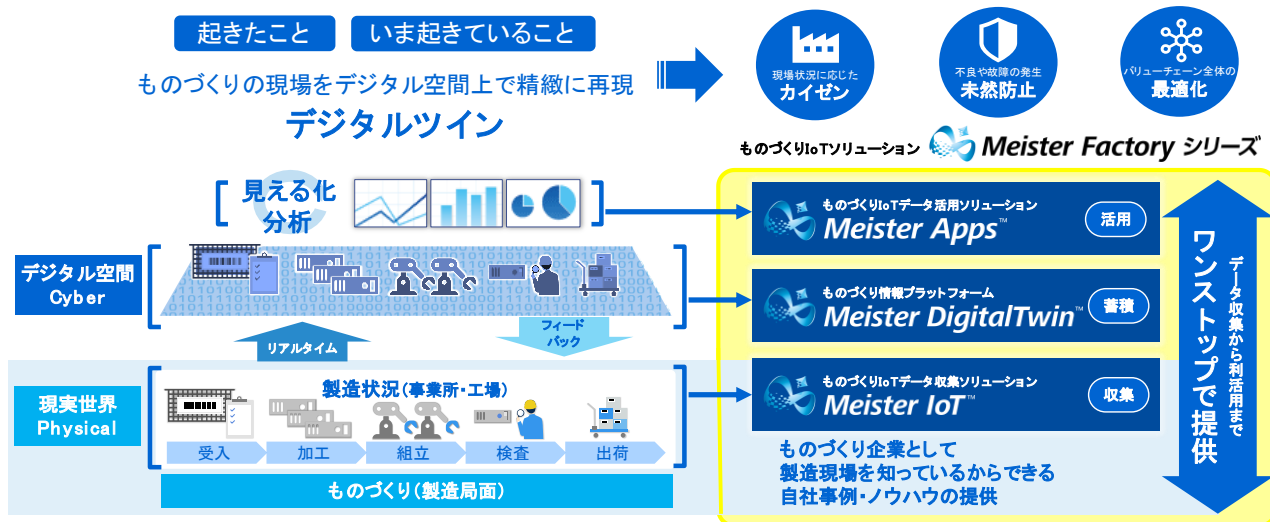 起きたこと
いま起きていること
ものづくりの現場をデジタル空間上で精緻に再現
デジタルツイン
現場状況に応じた
カイゼン
不良や故障の発生
未然防止
バリューチェーン全体の
最適化
ものづくりIoTソリューション Meister Factory シリーズ
見える化
分析
デジタル空間
Cyber
リアルタイム
フィード
バック
現実世界
Physical
製造状況(事業所・工場)
受入
加工
組立
検査
出荷
ものづくり(製造局面)
ものづくりIoTデータ活用ソリューション
Meister Apps™
活用
ものづくり情報プラットフォーム
Meister DigitalTwin™
蓄積
ものづくりIoTデータ収集ソリューション
Meister IoT™
収集
ものづくり企業として
製造現場を知っているからできる
自社事例・ノウハウの提供
データ収集から利活用まで
ワンストップで提供